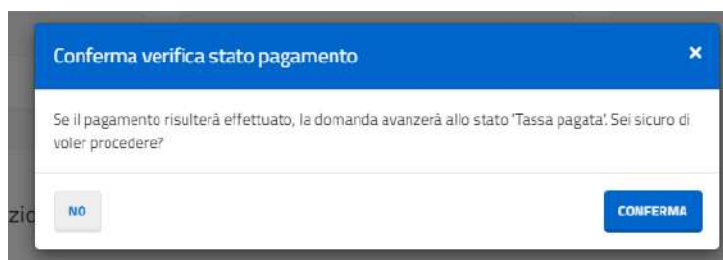 Conferma verifica stato pagamento
×
Se il pagamento risulterà effettuato, la domanda avanzerà allo stato 'Tassa pagata'. Sei sicuro di
voler procedere?
zio
NO
CONFERMA